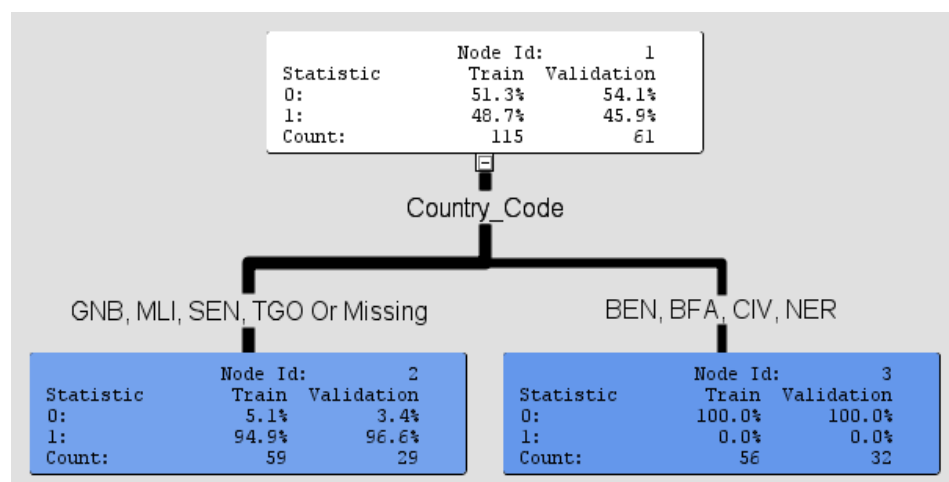 Node Id: 1
Statistic Train Validation
0: 51.3% 54.1%
1: 48.7% 45.9%
Count: 115 61
Country_Code
GNB, MLI, SEN, TGO Or Missing
BEN, BFA, CIV, NER
Node Id: 2
Statistic Train Validation
0: 5.1% 3.4%
1: 94.9% 96.6%
Count: 59 29
Node Id: 3
Statistic Train Validation
0: 100.0% 100.0%
1: 0.0% 0.0%
Count: 56 32